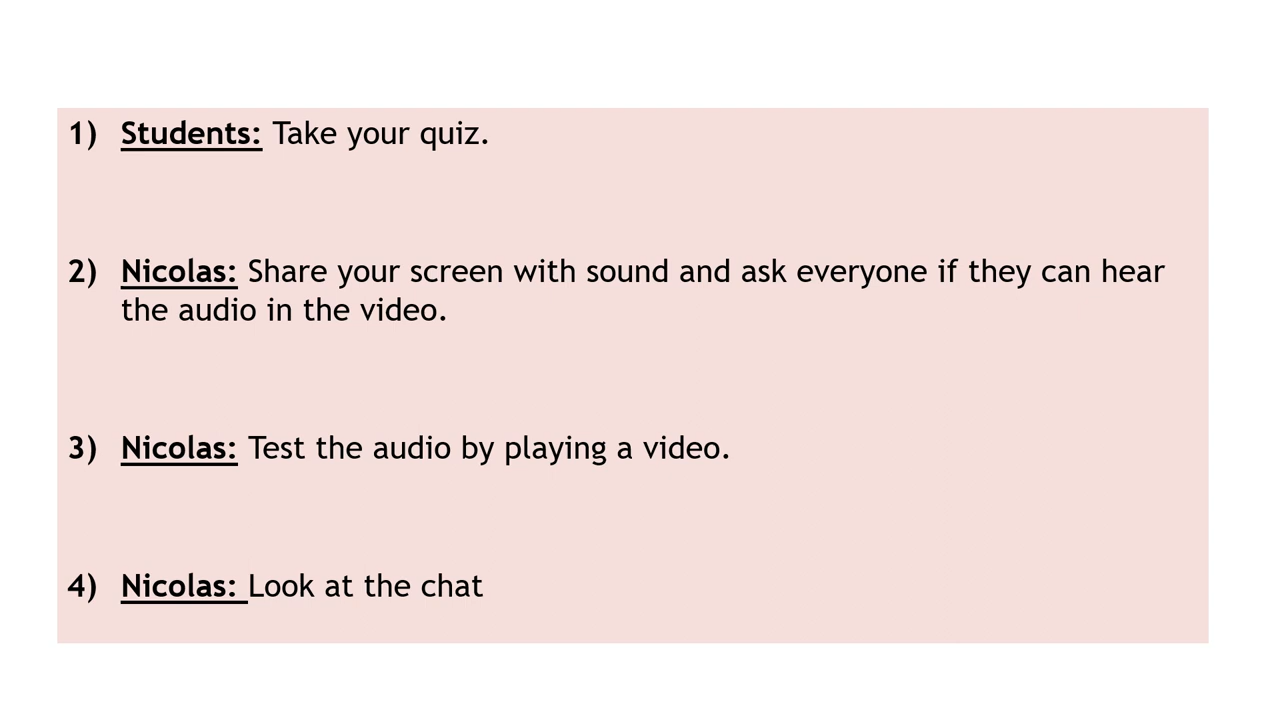 1) Students: Take your quiz.
2) Nicolas: Share your screen with sound and ask everyone if they can hear
the audio in the video.
3) Nicolas: Test the audio by playing a video.
4) Nicolas: Look at the chat